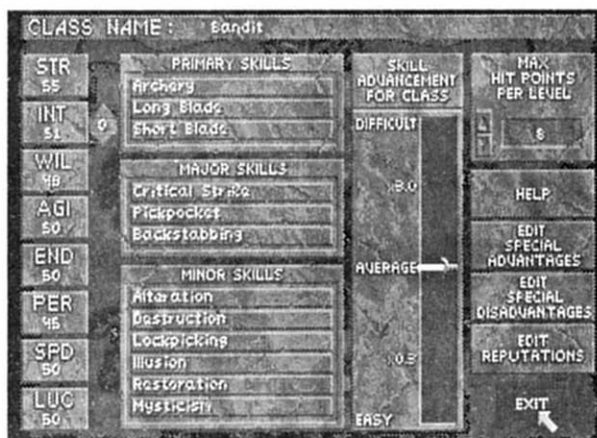 CLASS NAME: Bandit
STR
55
INT
51
0
WIL
48
AGI
50
END
50
PER
45
SPD
50
LUC
50
PRIMARY SKILLS
Archery
Long Blade
Short Blade
MAJOR SKILLS
Critical Strike
Pickpocket
Backstabbing
MINOR SKILLS
Alteration
Destruction
Lockpicking
Illusion
Restoration
Mysticism
SKILL
ADVANCEMENT
FOR CLASS
DIFFICULT
AVERAGE
EASY
MAX
HIT POINTS
PER LEVEL
8
HELP
EDIT
SPECIAL
ADVANTAGES
EDIT
SPECIAL
DISADVANTAGES
EDIT
REPUTATIONS
EXIT